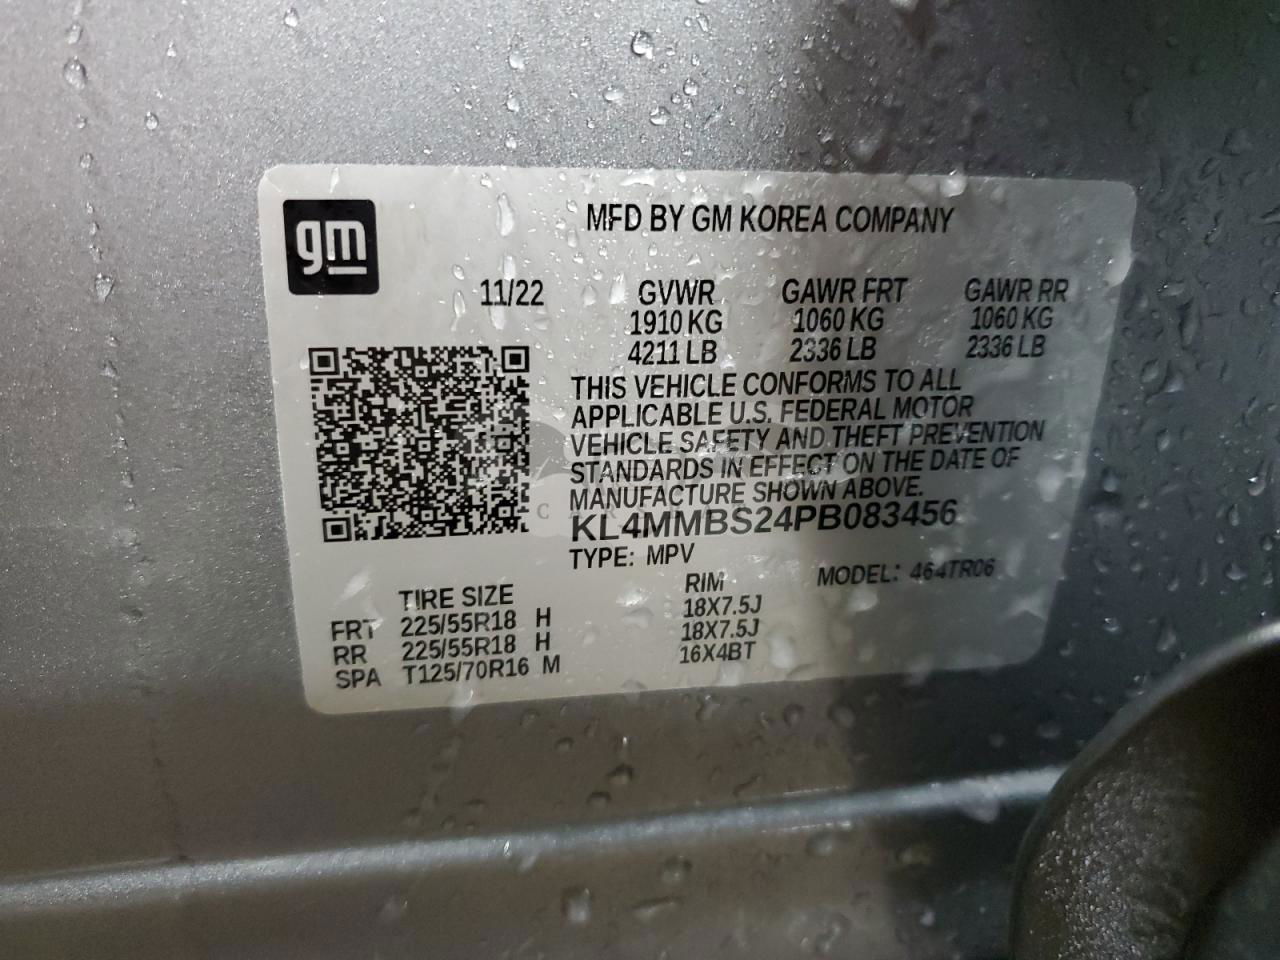 gm
MFD BY GM KOREA COMPANY
11/22 GVWR GAWR FRT GAWR RR
1910 KG 1060 KG 1060 KG
4211 LB 2336 LB 2336 LB
THIS VEHICLE CONFORMS TO ALL
APPLICABLE U.S. FEDERAL MOTOR
VEHICLE SAFETY AND THEFT PREVENTION
STANDARDS IN EFFECT ON THE DATE OF
MANUFACTURE SHOWN ABOVE.
KL4MMBS24PB083456
TYPE: MPV MODEL: 464TR06
TIRE SIZE RIM
FRT 225/55R18 H 18X7.5J
RR 225/55R18 H 18X7.5J
SPA T125/70R16 M 16X4BT